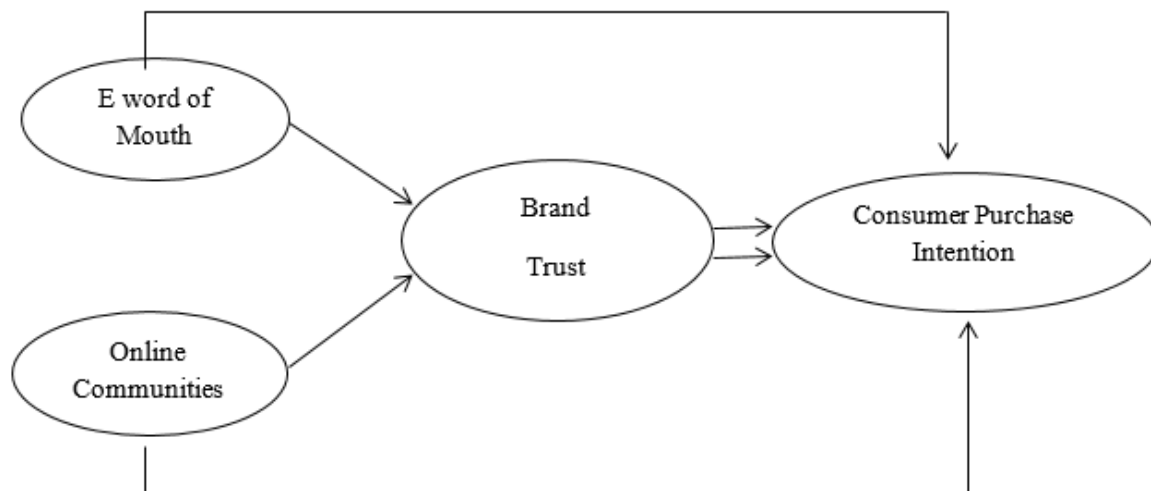 E word of
Mouth
Brand
Trust
Consumer Purchase
Intention
Online
Communities